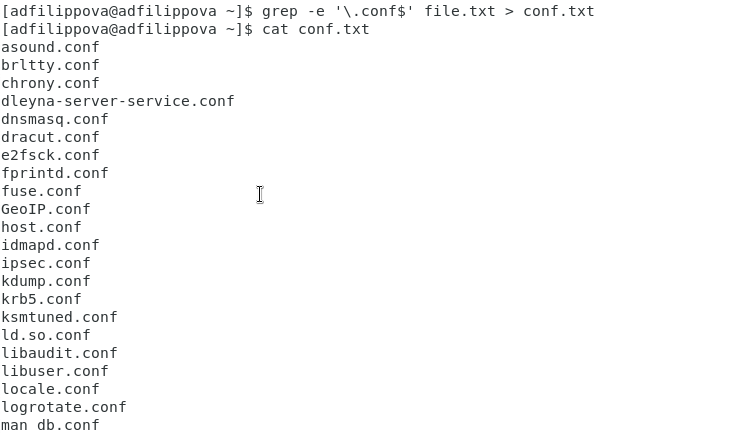 [adfilippova@adfilippova ~]$ grep -e '\.conf$' file.txt > conf.txt
[adfilippova@adfilippova ~]$ cat conf.txt
asound.conf
brltty.conf
chrony.conf
dleyna-server-service.conf
dnsmasq.conf
dracut.conf
e2fsck.conf
fprintd.conf
fuse.conf
GeoIP.conf
host.conf
idmapd.conf
ipsec.conf
kdump.conf
krb5.conf
ksmtuned.conf
ld.so.conf
libaudit.conf
libuser.conf
locale.conf
logrotate.conf
man_db.conf